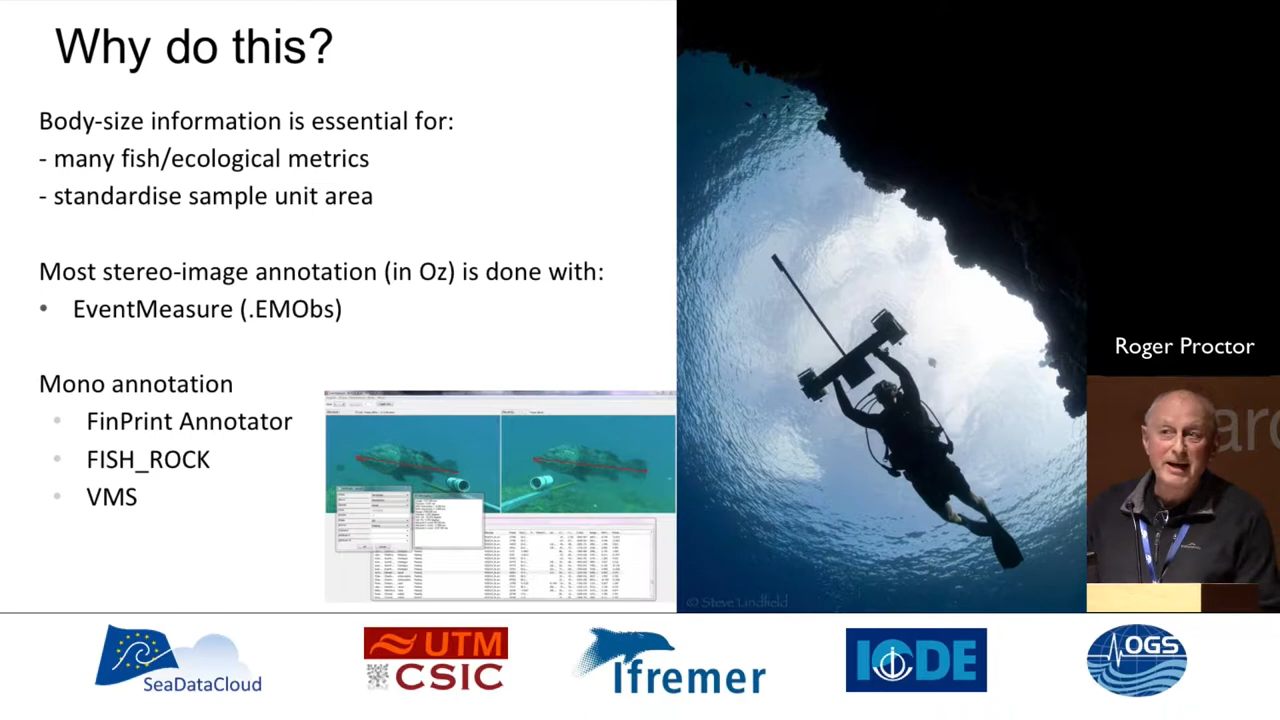 Why do this?
Body-size information is essential for:
- many fish/ecological metrics
- standardise sample unit area
Most stereo-image annotation (in Oz) is done with:
• EventMeasure (.EMObs)
Mono annotation
• FinPrint Annotator
• FISH_ROCK
• VMS
© Steve Lindfield
Roger Proctor
SeaDataCloud
UTM
CSIC
Ifremer
IODE
OGS